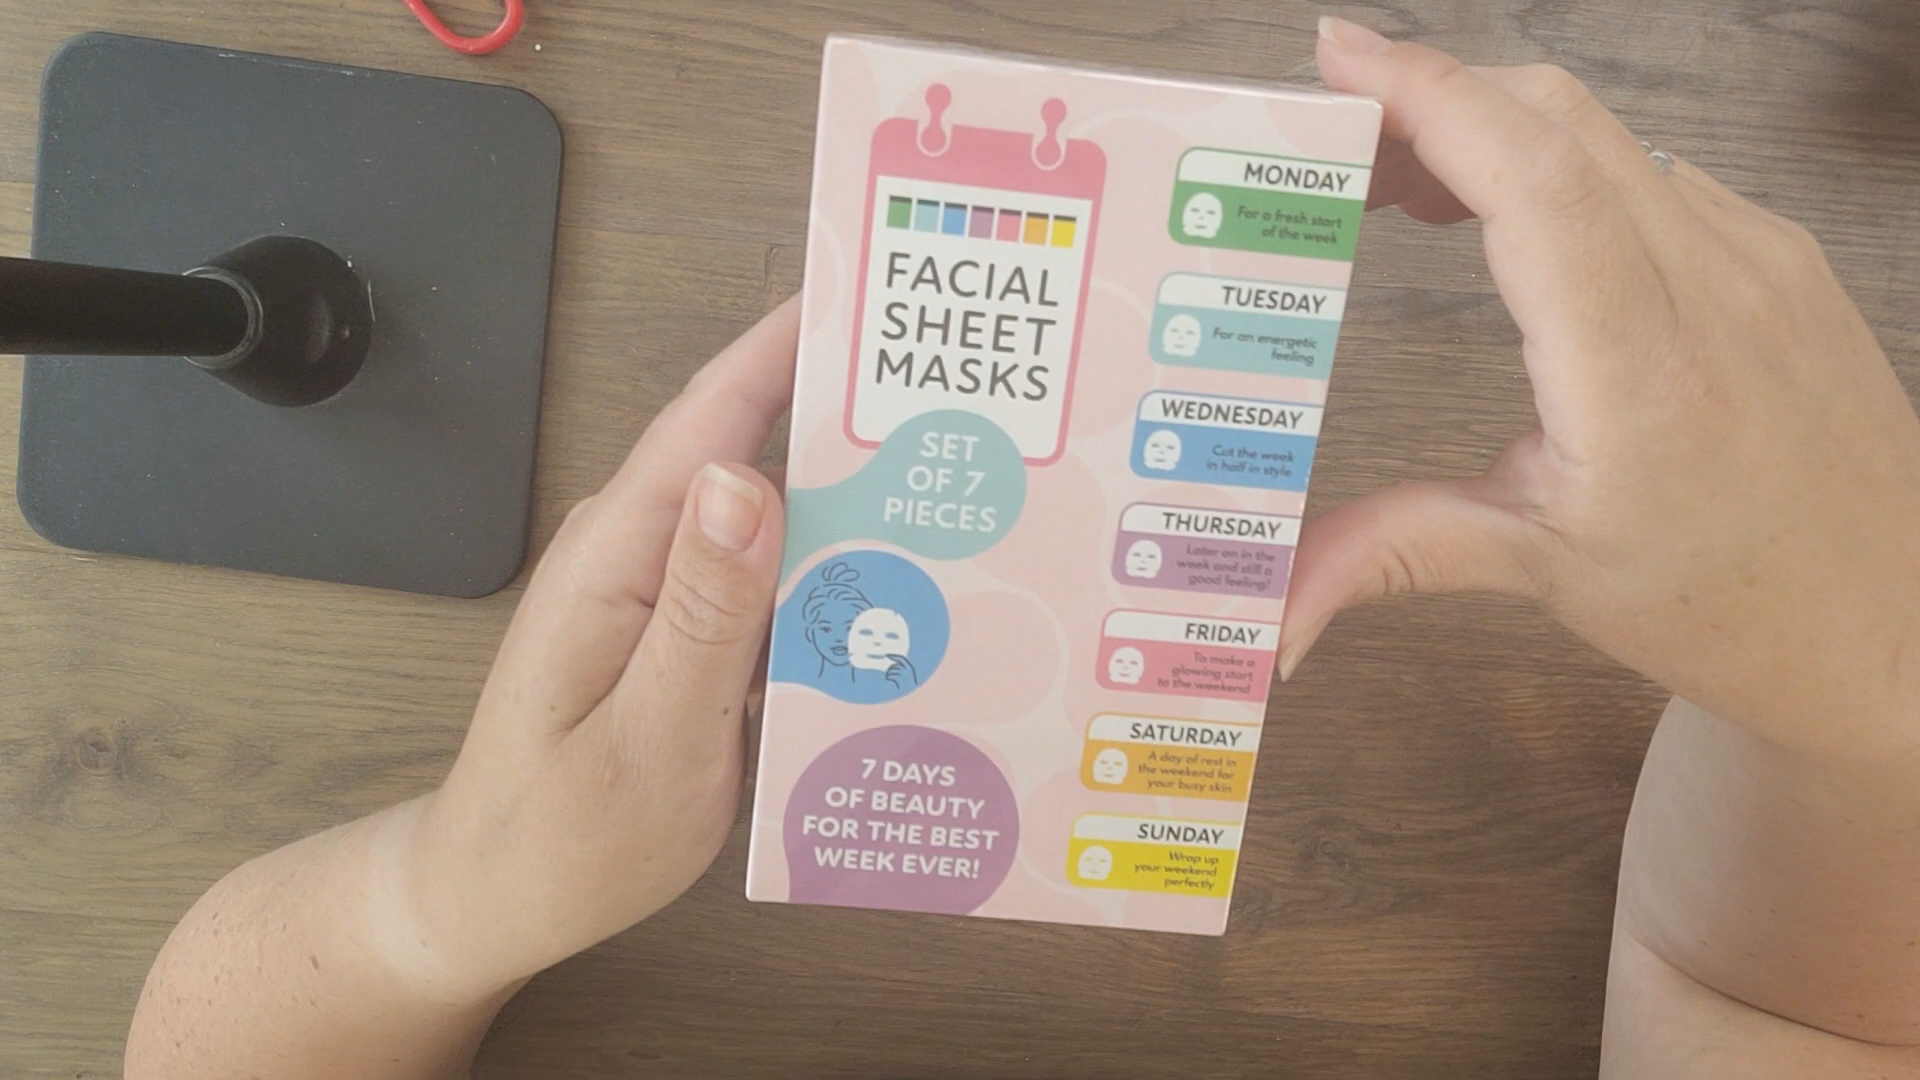 FACIAL
SHEET
MASKS
SET
OF 7
PIECES
7 DAYS
OF BEAUTY
FOR THE BEST
WEEK EVER!
MONDAY
For a fresh start
of the week
TUESDAY
For an energetic
feeling
WEDNESDAY
Cut the week
in half in style
THURSDAY
Later on in the
week and still a
good feeling!
FRIDAY
To make a
glowing start
to the weekend
SATURDAY
A day of rest in
the weekend for
your busy skin
SUNDAY
Wrap up
your weekend
perfectly